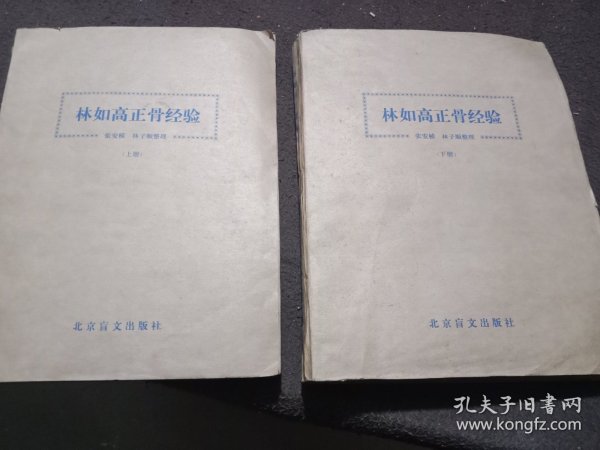 林如高正骨经验
张安桢 林子顺整理
（上册）
北京盲文出版社
林如高正骨经验
张安桢 林子顺整理
（下册）
北京盲文出版社
孔夫子旧书网
www.kongfz.com